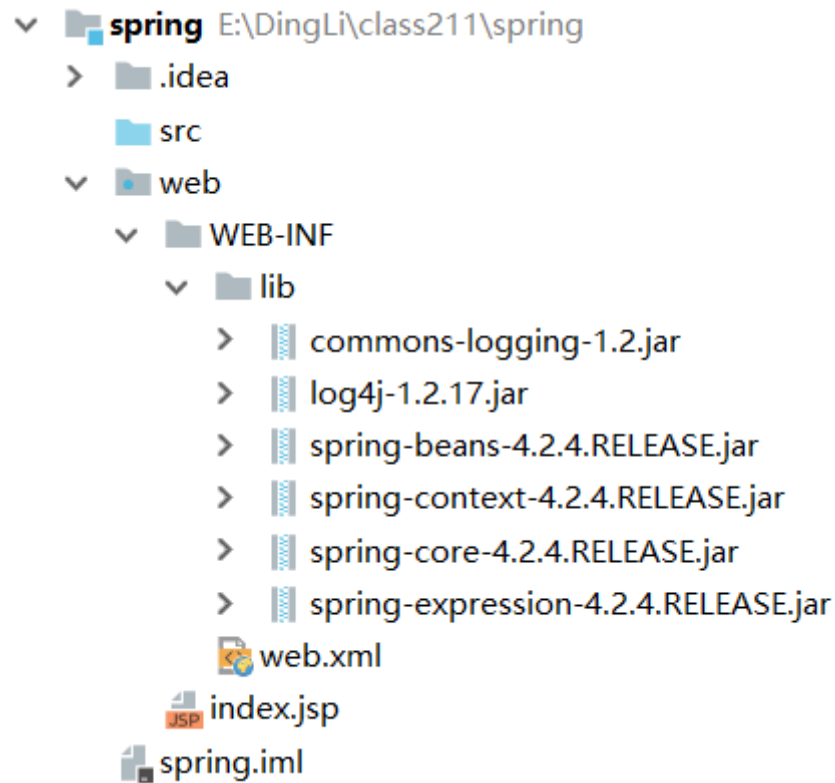 spring E:\DingLi\class211\spring
.idea
src
web
WEB-INF
lib
commons-logging-1.2.jar
log4j-1.2.17.jar
spring-beans-4.2.4.RELEASE.jar
spring-context-4.2.4.RELEASE.jar
spring-core-4.2.4.RELEASE.jar
spring-expression-4.2.4.RELEASE.jar
web.xml
JSP index.jsp
spring.iml